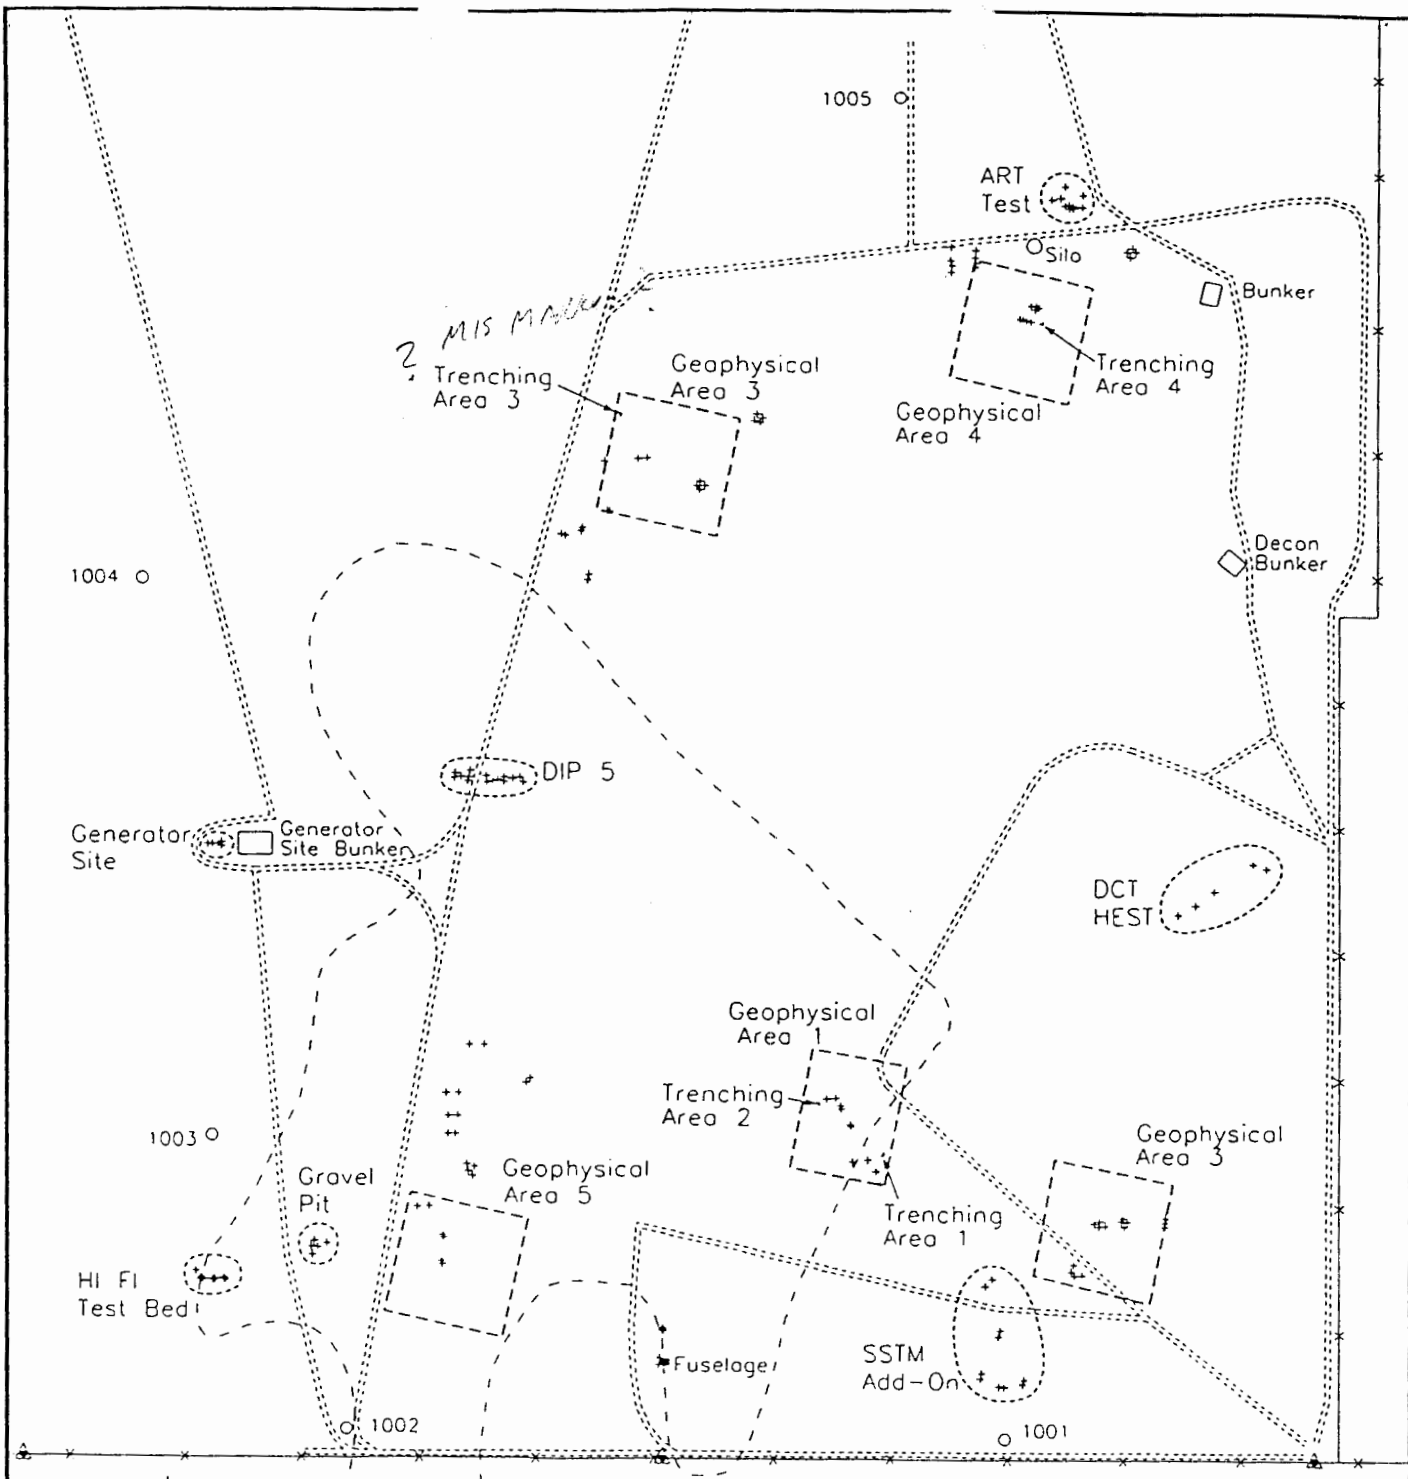 1005
ART
Test
Silo
Bunker
? MIS
Trenching
Area 3
Geophysical
Area 3
Trenching
Area 4
Geophysical
Area 4
Decon
Bunker
1004
DIP 5
Generator
Site
Generator
Site Bunker
DCT
HEST
Geophysical
Area 1
Trenching
Area 2
1003
Geophysical
Area 3
Gravel
Pit
Geophysical
Area 5
Trenching
Area 1
HI FI
Test Bed
Fuselage
SSTM
Add-On
1002
1001